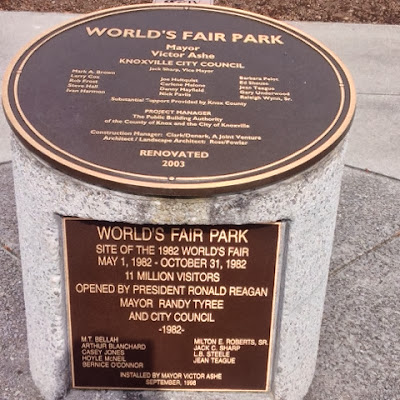 WORLD'S FAIR PARK
Mayor
Victor Ashe
KNOXVILLE CITY COUNCIL
Jack Sharp, Vice Mayor
Mark A. Brown
Larry Cox
Rob Frost
Steve Hall
Ivan Harmon
Joe Hultquist
Carlene Malone
Danny Mayfield
Nick Pavlis
Barbara Pelot
Ed Shouse
Jean Teague
Gary Underwood
Raleigh Wynn, Sr.
Substantial Support Provided by Knox County
PROJECT MANAGER
The Public Building Authority
of the County of Knox and the City of Knoxville
Construction Manager: Clark/Denark, A Joint Venture
Architect / Landscape Architect: Ross/Fowler
RENOVATED
2003
WORLD'S FAIR PARK
SITE OF THE 1982 WORLD'S FAIR
MAY 1, 1982 - OCTOBER 31, 1982
11 MILLION VISITORS
OPENED BY PRESIDENT RONALD REAGAN
MAYOR RANDY TYREE
AND CITY COUNCIL
-1982-
M.T. BELLAH
ARTHUR BLANCHARD
CASEY JONES
HOYLE McNEIL
BERNICE O'CONNOR
MILTON E. ROBERTS, SR.
JACK C. SHARP
L.B. STEELE
JEAN TEAGUE
INSTALLED BY MAYOR VICTOR ASHE
SEPTEMBER, 1998